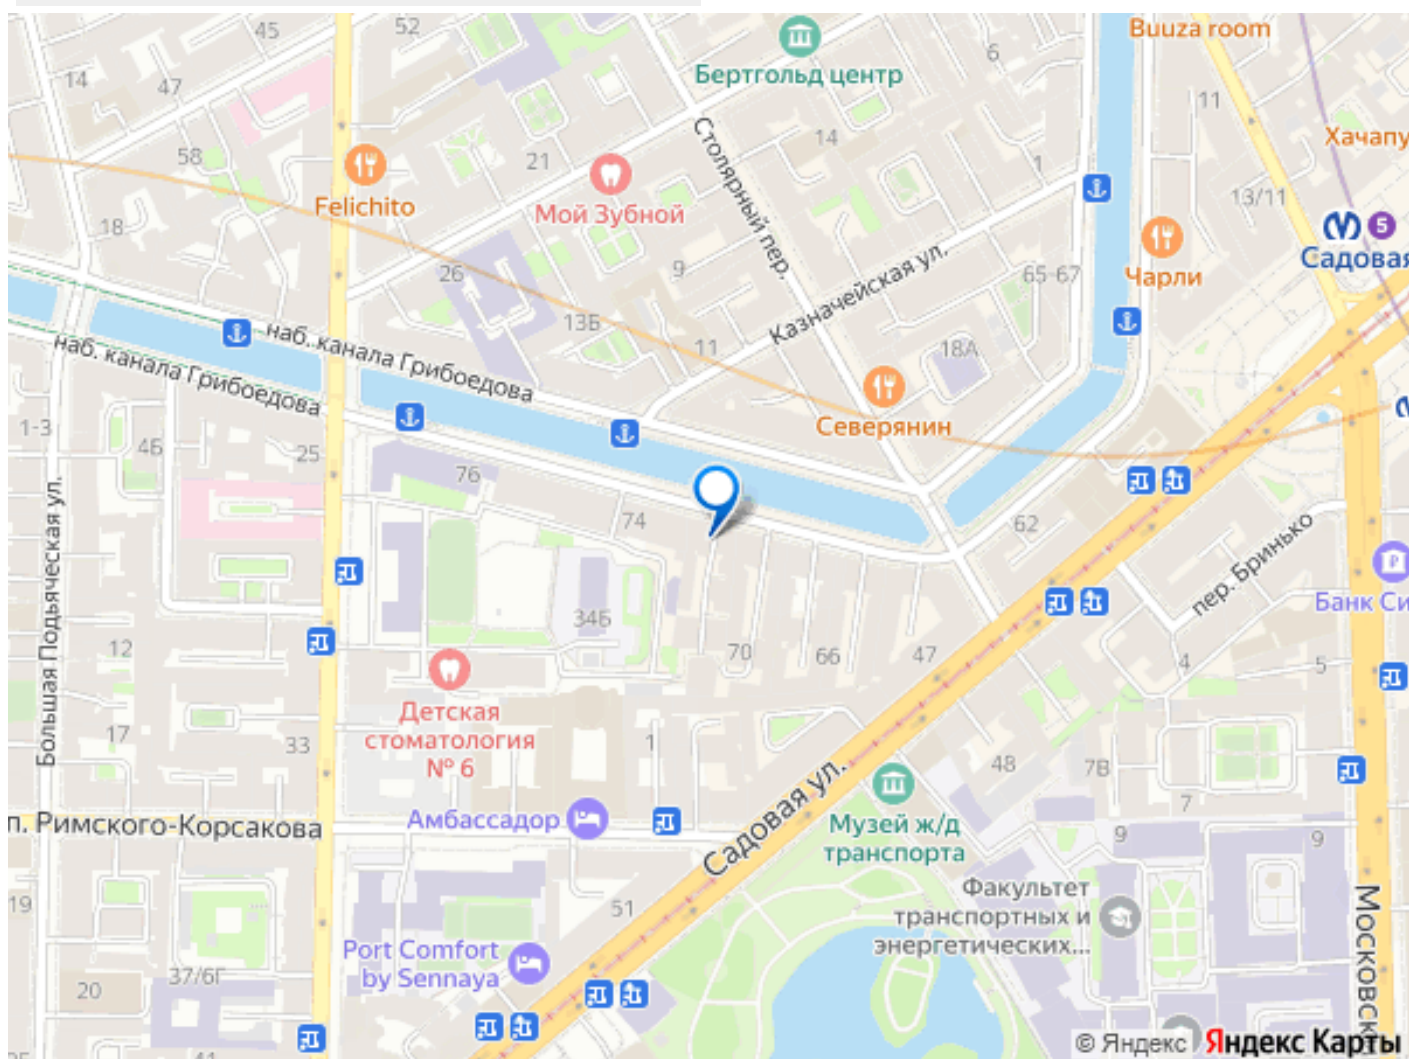 45
52
Buuza room
14
47
Бертгольд центр
6
11
58
21
14
1
Хачапу
Столярный пер.
Felichito
Мой Зубной
13/11
18
5
Садовая
26
9
Казначейская ул.
65-67
Чарли
13Б
11
18А
наб. канала Грибоедова
наб. канала Грибоедова
Северянин
1-3
4Б
25
76
74
62
Большая Подьяческая ул.
пер. Бринько
Банк Си
34Б
12
70
66
47
4
5
Детская
стоматология
№ 6
17
33
1
48
7В
7
Садовая ул.
Музей ж/д
транспорта
п. Римского-Корсакова
Амбассадор
9
9
19
51
Факультет
транспортных и
энергетических...
Московск
Port Comfort
by Sennaya
37/6Г
20
41
© Яндекс
Яндекс Карты